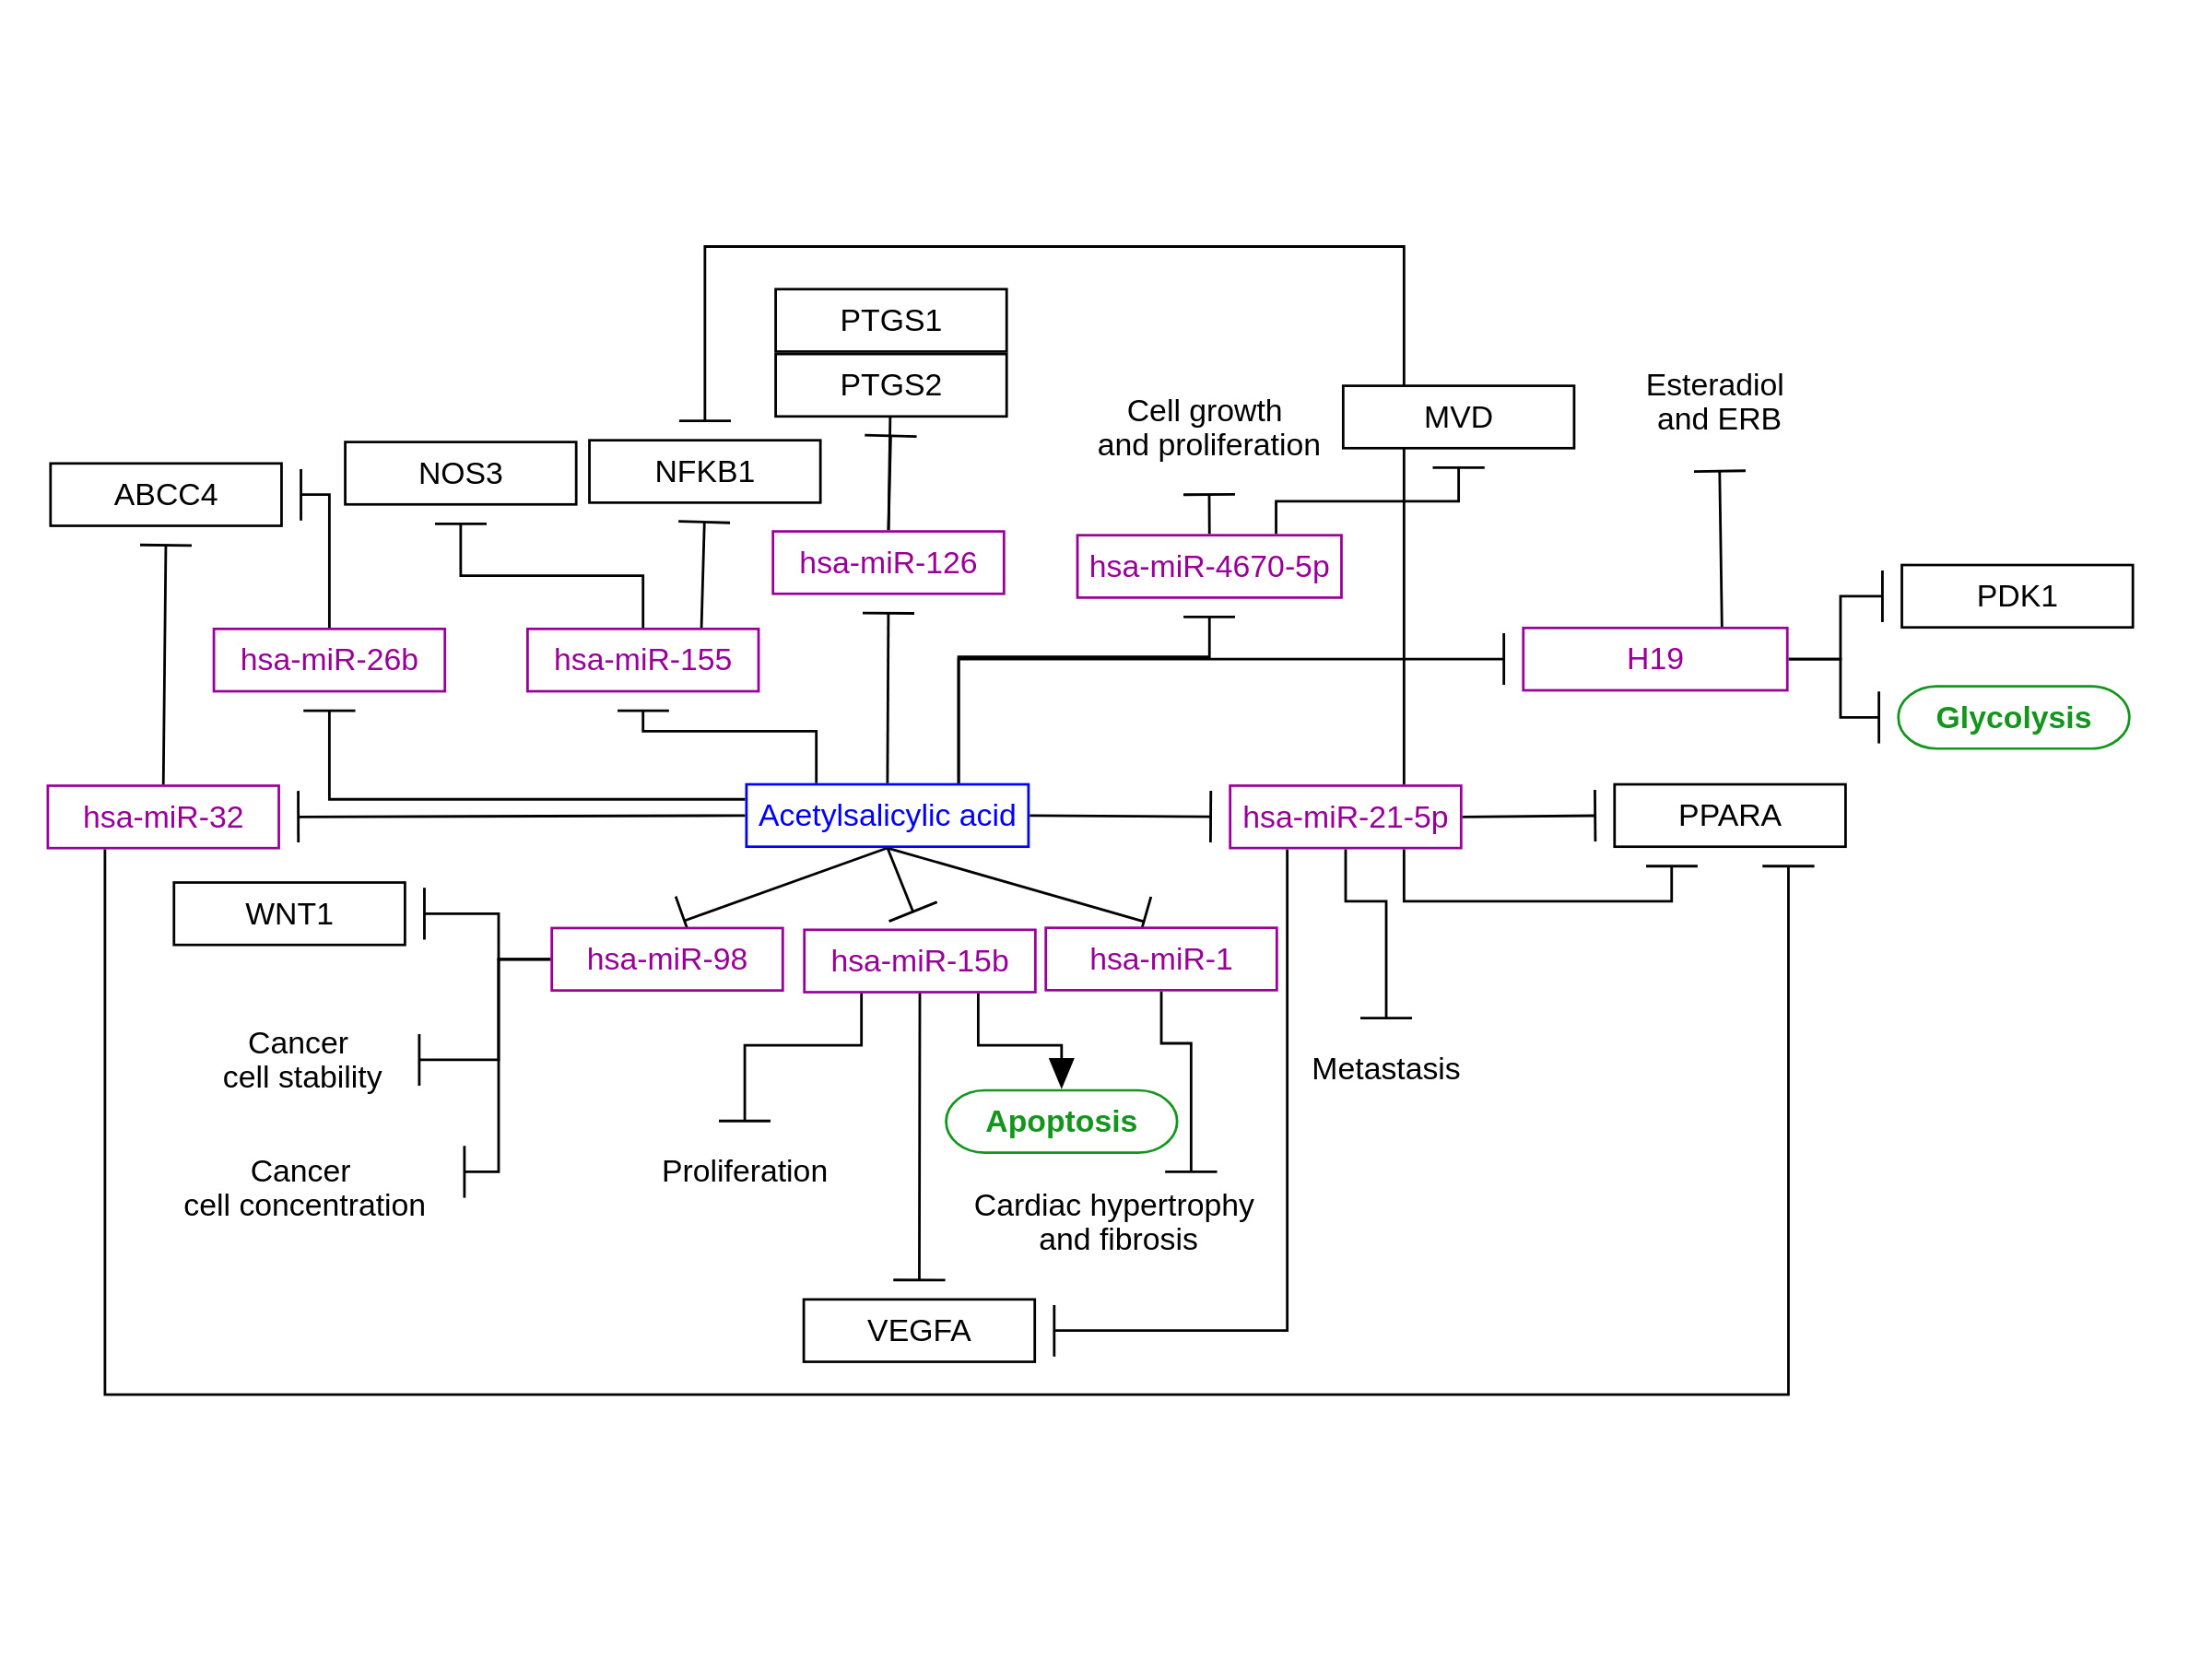 PTGS1
PTGS2
Cell growth
and proliferation
MVD
Esteradiol
and ERB
ABCC4
NOS3
NFKB1
hsa-miR-126
hsa-miR-4670-5p
PDK1
hsa-miR-26b
hsa-miR-155
H19
Glycolysis
hsa-miR-32
Acetylsalicylic acid
hsa-miR-21-5p
PPARA
WNT1
hsa-miR-98
hsa-miR-15b
hsa-miR-1
Cancer
cell stability
Metastasis
Apoptosis
Cancer
cell concentration
Proliferation
Cardiac hypertrophy
and fibrosis
VEGFA